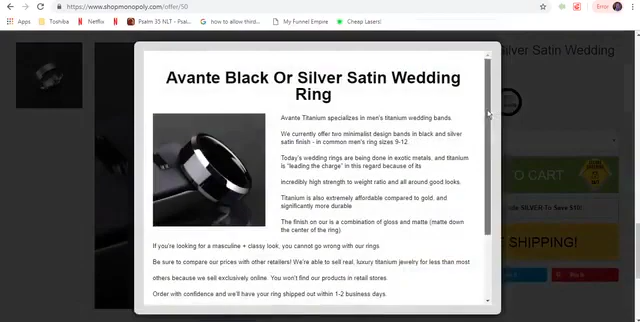 https://www.shopmonopoly.com/offer/50
Error
Apps Toshiba Netflix Psalm 35 NLT - Psal... how to allow third... My Funnel Empire Cheap Lasers!
Silver Satin Wedding
Avante Black Or Silver Satin Wedding
Ring
Avante Titanium specializes in men's titanium wedding bands.
We currently offer two minimalist design bands in black and silver
satin finish - in common men's ring sizes 9-12.
Today's wedding rings are being done in exotic metals, and titanium
is "leading the charge" in this regard because of its
incredibly high strength to weight ratio and all around good looks.
Titanium is also extremely affordable compared to gold, and
significantly more durable
The finish on our is a combination of gloss and matte (matte down
the center of the ring).
If you're looking for a masculine + classy look, you cannot go wrong with our rings.
Be sure to compare our prices with other retailers! We're able to sell real, luxury titanium jewelry for less than most
others because we sell exclusively online. You won't find our products in retail stores.
Order with confidence and we'll have your ring shipped out within 1-2 business days.
TO CART
SILVER To Save $10
SHIPPING!